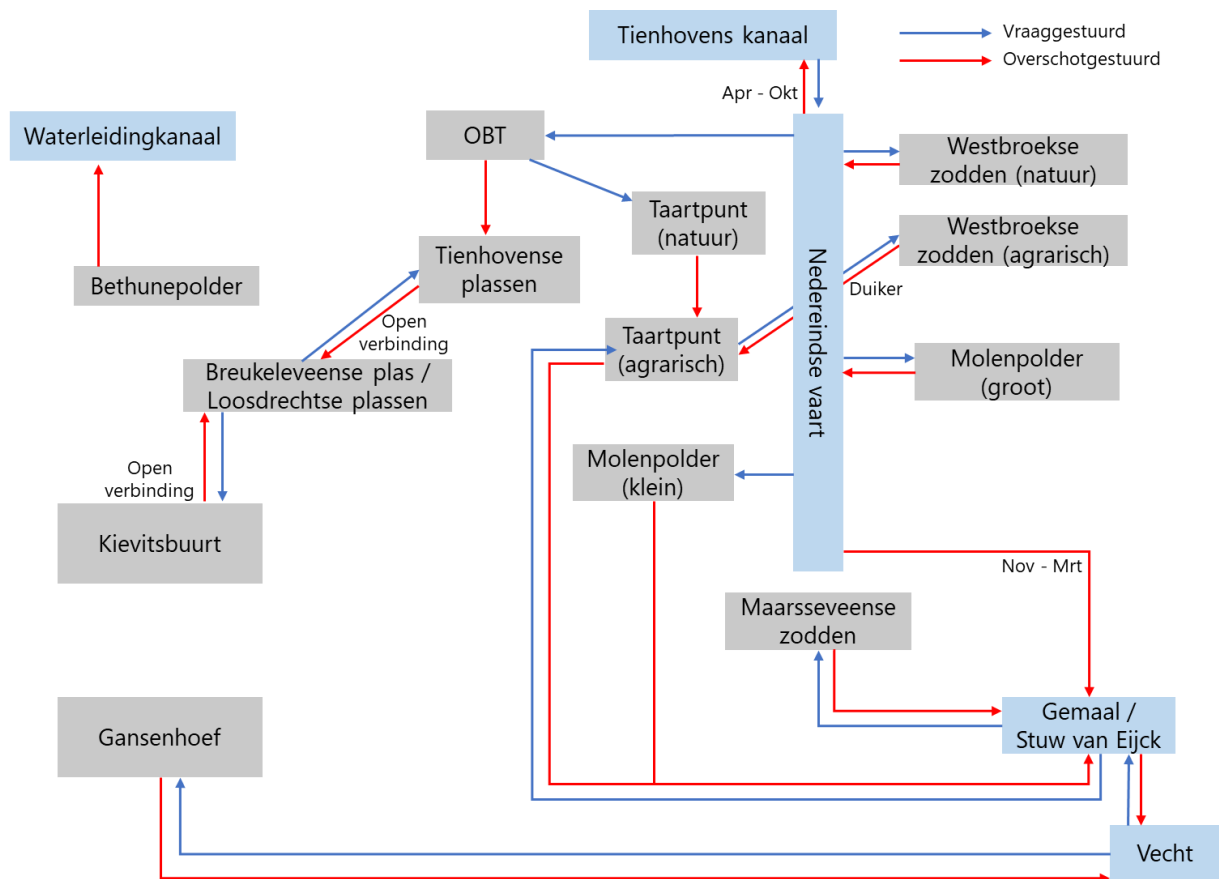 Tienhovens kanaal
Vraaggestuurd
Overschotgestuurd
Apr - Okt
Waterleidingkanaal
OBT
Westbroekse
zodden (natuur)
Taartpunt
(natuur)
Westbroekse
zodden (agrarisch)
Tienhovense
plassen
Bethunepolder
Nedereindse vaart
Duiker
Open
verbinding
Taartpunt
(agrarisch)
Molenpolder
(groot)
Breukeleveense plas /
Loosdrechtse plassen
Open
verbinding
Molenpolder
(klein)
Kievitsbuurt
Nov - Mrt
Maarsseveense
zodden
Gansenhoef
Gemaal /
Stuw van Eijck
Vecht